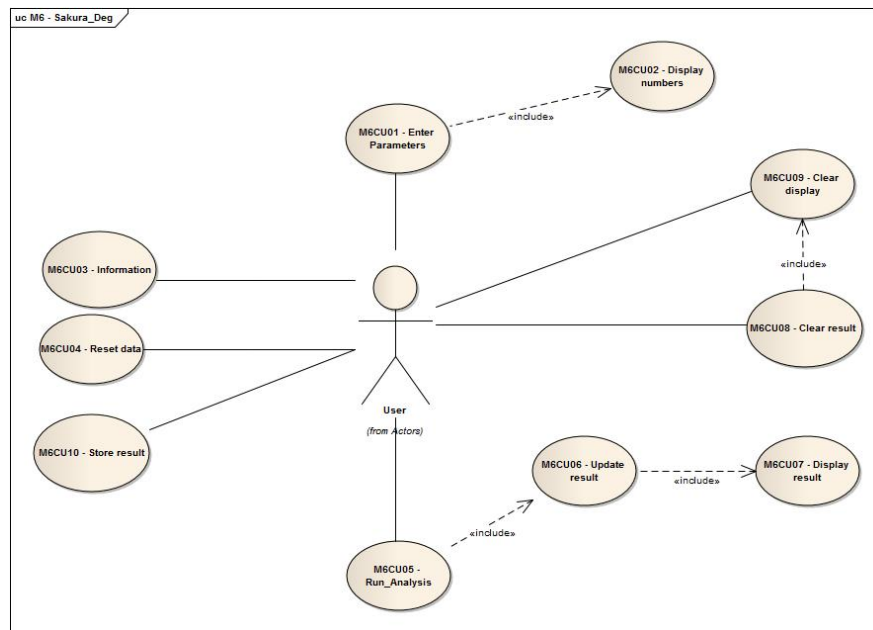 uc M6 - Sakura_Deg
M6CU02 - Display
numbers
«include»
M6CU01 - Enter
Parameters
M6CU09 - Clear
display
«include»
M6CU03 - Information
M6CU08 - Clear result
M6CU04 - Reset data
User
(from Actors)
M6CU10 - Store result
M6CU06 - Update
result
M6CU07 - Display
result
«include»
«include»
M6CU05 -
Run_Analysis